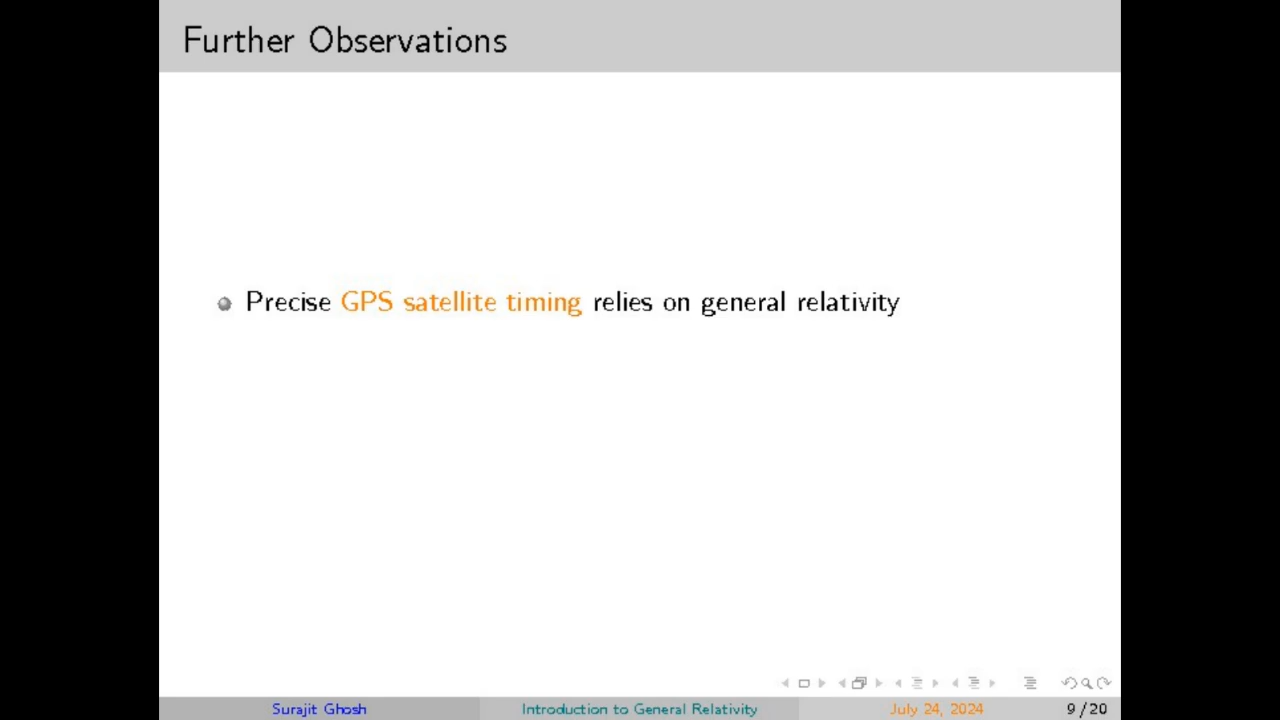 Further Observations
Precise GPS satellite timing relies on general relativity
Surajit Ghosh Introduction to General Relativity July 24, 2024 9/20